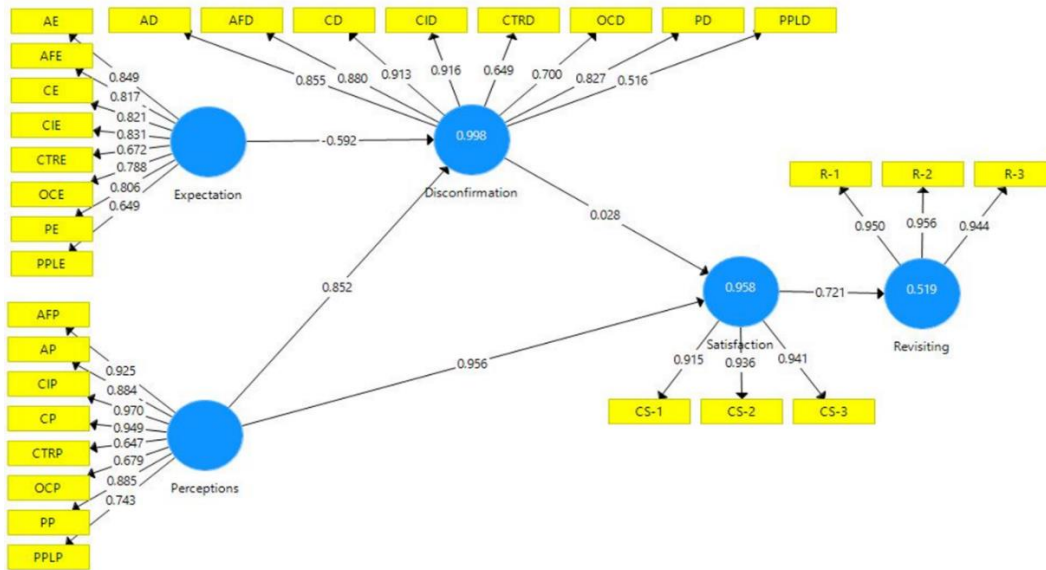 AE
AFE
CE
CIE
CTRE
OCE
PE
PPLE
0.849
0.817
0.821
0.831
0.672
0.788
0.806
0.649
Expectation
-0.592
AD
AFD
CD
CID
CTRD
OCD
PD
PPLD
0.855
0.880
0.913
0.916
0.649
0.700
0.827
0.516
0.998
Disconfirmation
0.028
0.852
AFP
AP
CIP
CP
CTRP
OCP
PP
PPLP
0.925
0.884
0.970
0.949
0.647
0.679
0.885
0.743
Perceptions
0.956
0.958
Satisfaction
0.915
0.936
0.941
CS-1
CS-2
CS-3
0.721
R-1
R-2
R-3
0.950
0.956
0.944
0.519
Revisiting